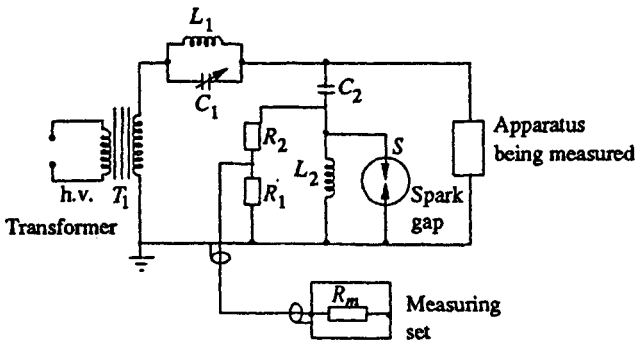 L1
C1
C2
R2
S
Apparatus
being measured
L2
R1
Spark
gap
h.v.
T1
Transformer
Rm
Measuring
set